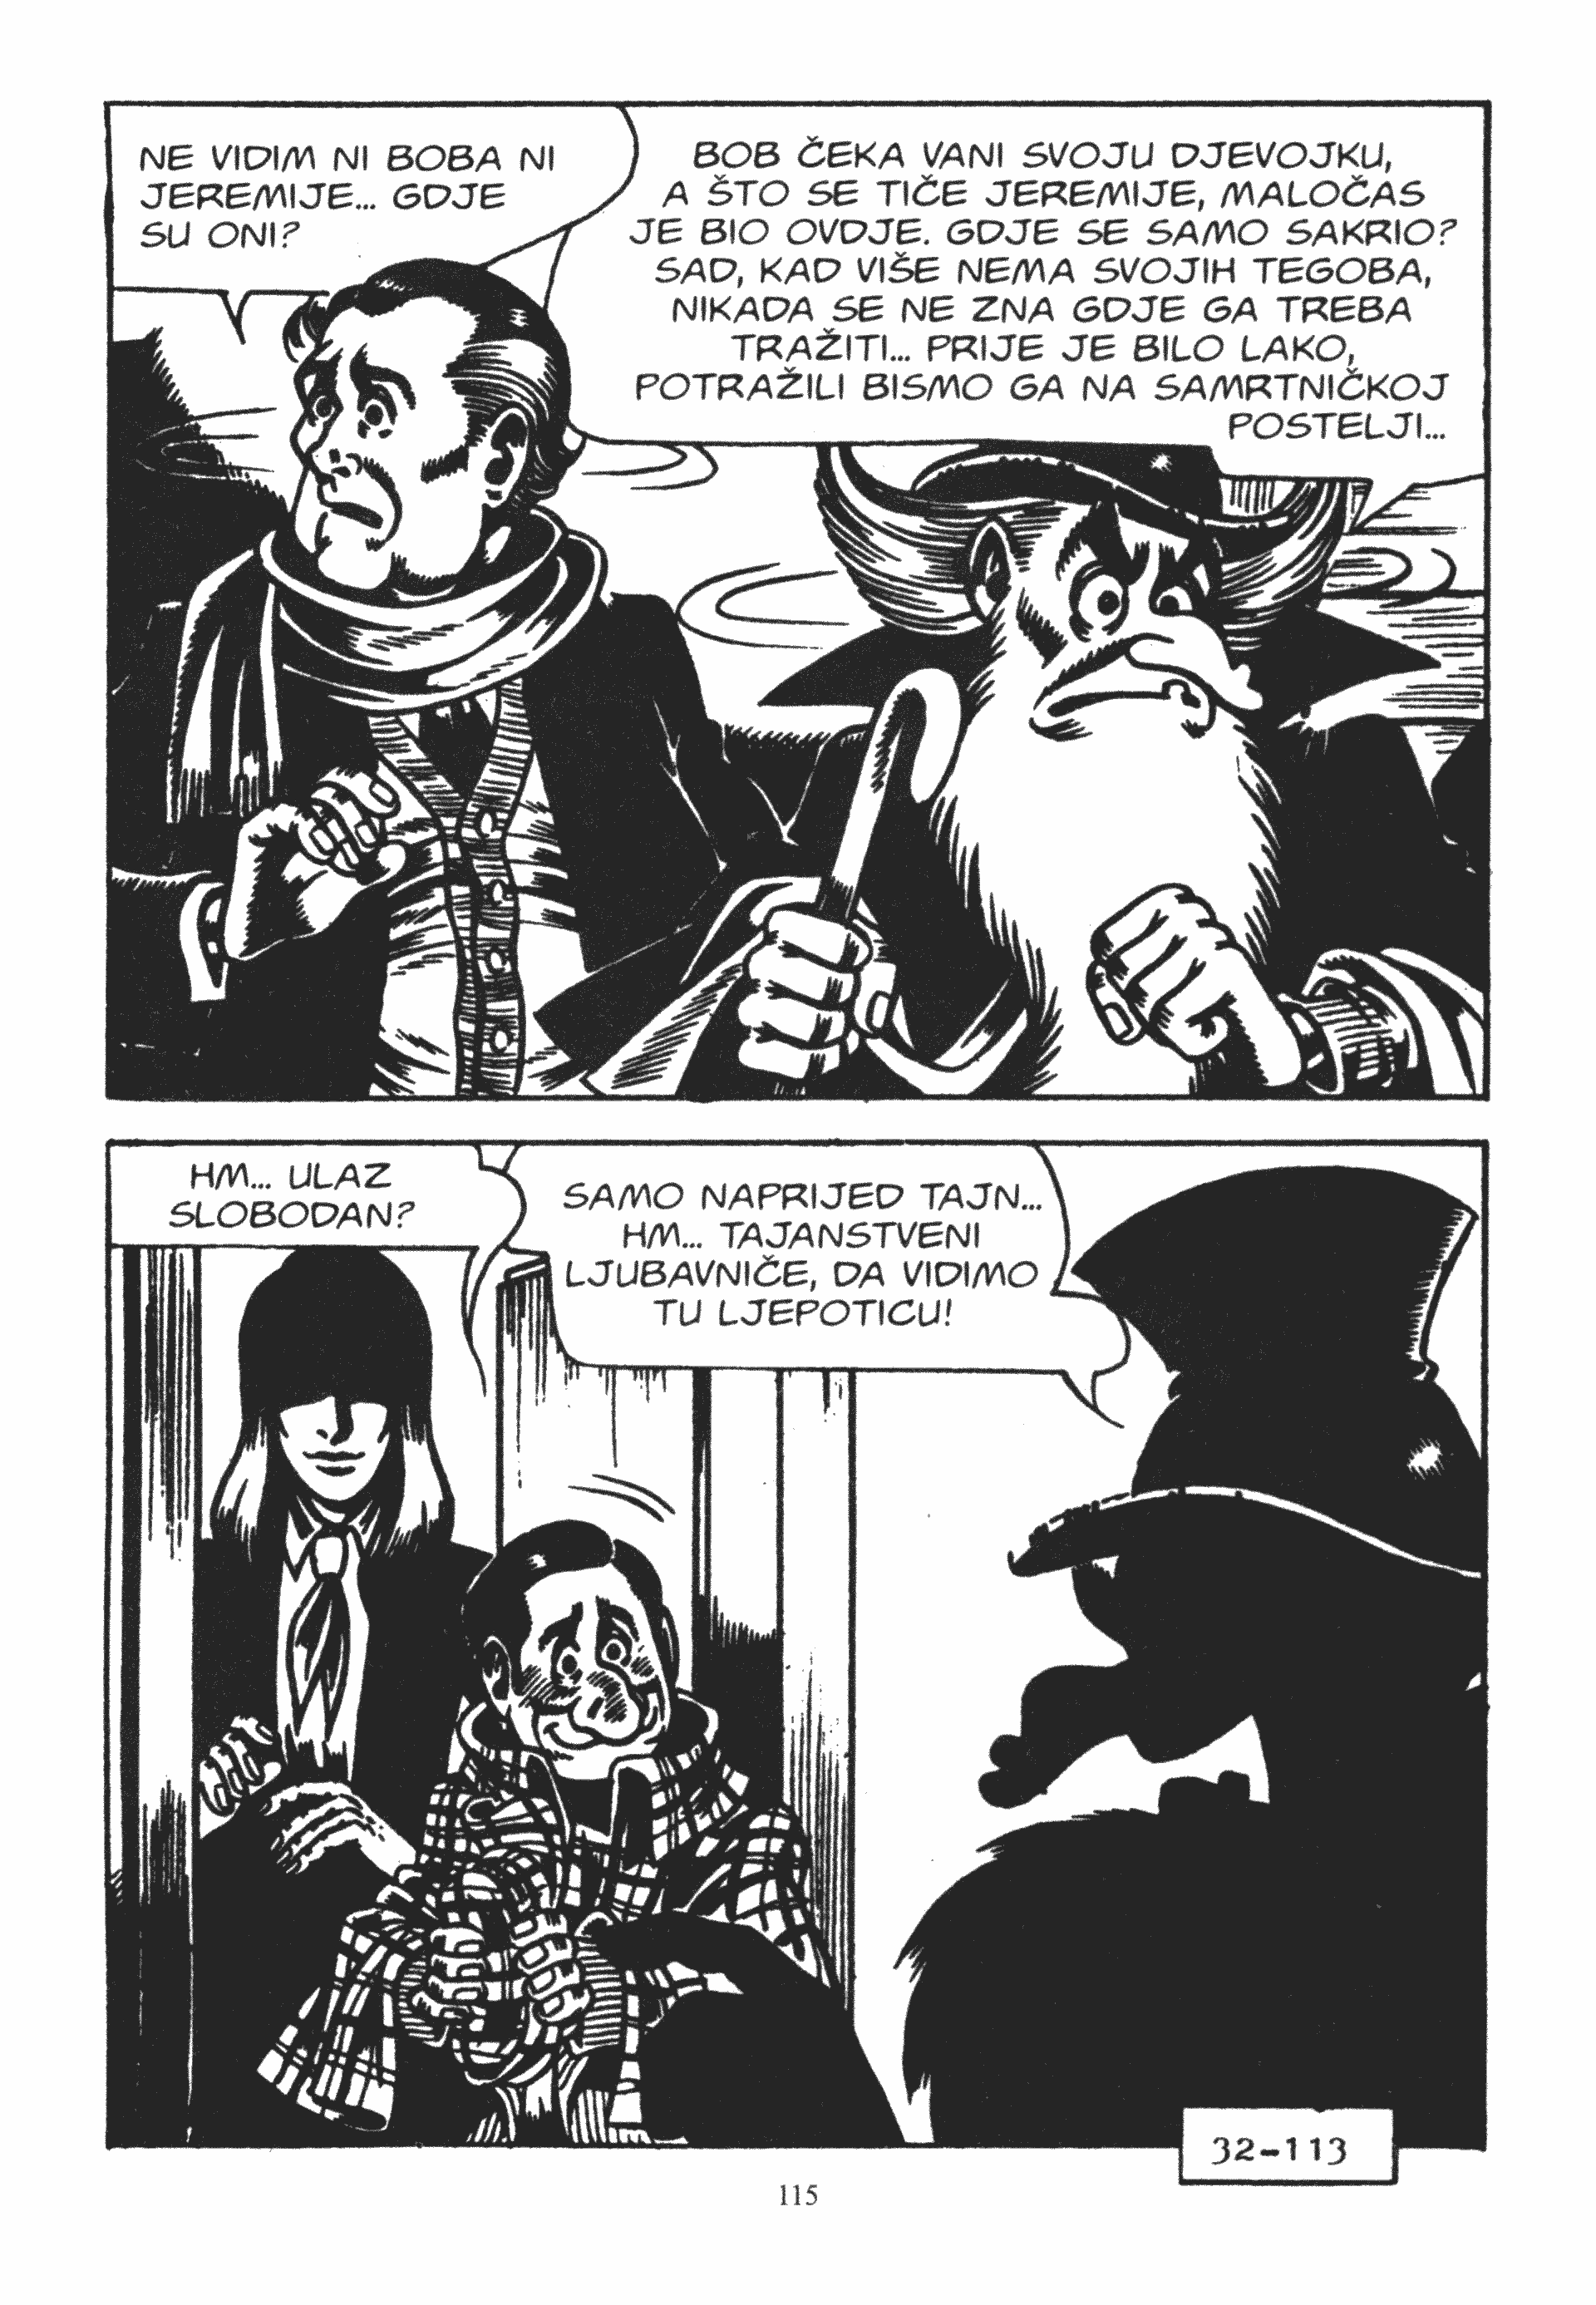 NE VIDIM NI BOBA NI
JEREMIJE... GDJE
SU ONI?
BOB ČEKA VANI SVOJU DJEVOJKU,
A ŠTO SE TIČE JEREMIJE, MALOČAS
JE BIO OVDJE. GDJE SE SAMO SAKRIO?
SAD, KAD VIŠE NEMA SVOJIH TEGOBA,
NIKADA SE NE ZNA GDJE GA TREBA
TRAŽITI... PRIJE JE BILO LAKO,
POTRAŽILI BISMO GA NA SAMRTNIČKOJ
POSTELJI...
HM... ULAZ
SLOBODAN?
SAMO NAPRIJED TAJN...
HM... TAJANSTVENI
LJUBAVNIČE, DA VIDIMO
TU LJEPOTICU!
32-113
115